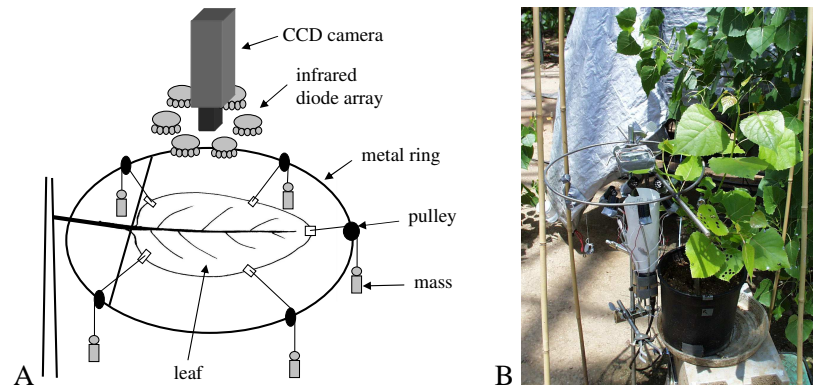 CCD camera
infrared
diode array
metal ring
pulley
mass
leaf
A
B